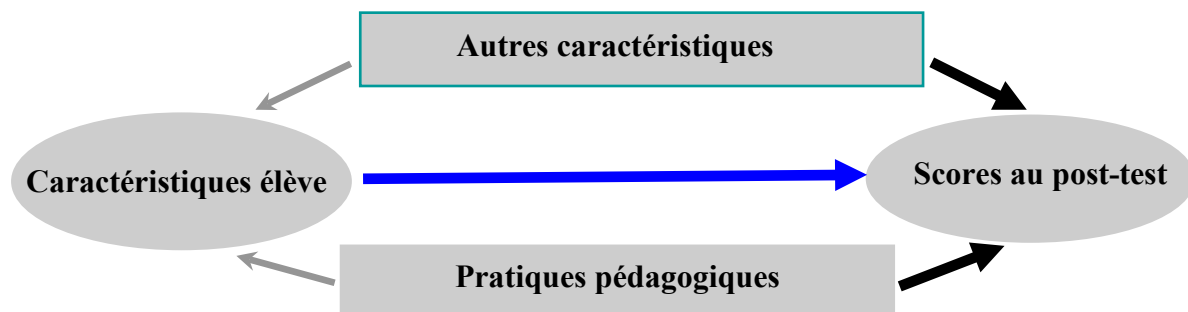 Autres caractéristiques
Caractéristiques élève
Scores au post-test
Pratiques pédagogiques